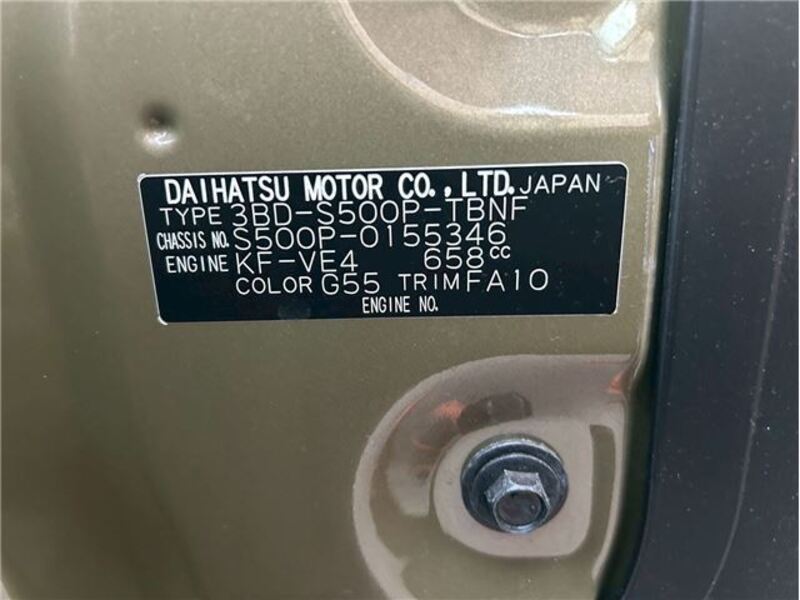 DAIHATSU MOTOR CO.,LTD. JAPAN
TYPE 3BD-S500P-TBNF
CHASSIS NO. S500P-0155346
ENGINE KF-VE4 658cc
COLOR G55 TRIM FA10
ENGINE NO.